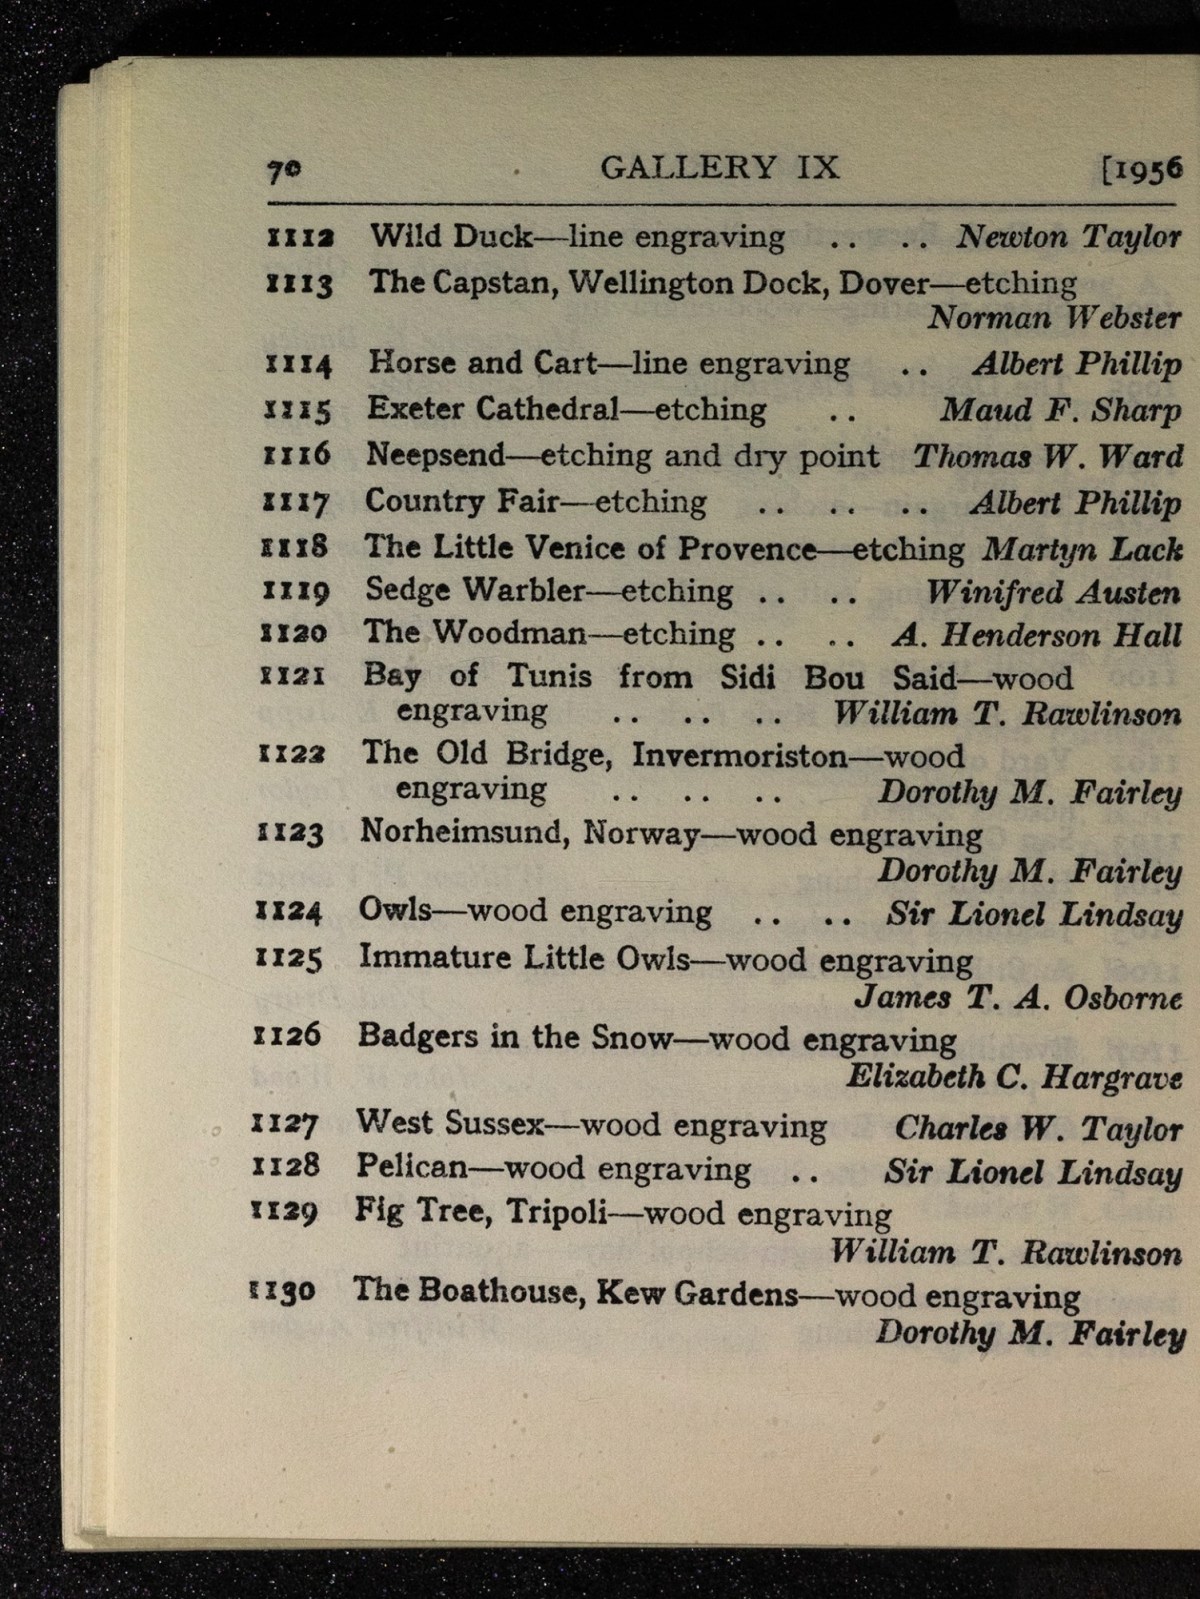 70 GALLERY IX [1956
1112 Wild Duck—line engraving .. .. Newton Taylor
1113 The Capstan, Wellington Dock, Dover—etching
Norman Webster
1114 Horse and Cart—line engraving .. Albert Phillip
1115 Exeter Cathedral—etching .. Maud F. Sharp
1116 Neepsend—etching and dry point Thomas W. Ward
1117 Country Fair—etching .. .. .. Albert Phillip
1118 The Little Venice of Provence—etching Martyn Lack
1119 Sedge Warbler—etching .. .. Winifred Austen
1120 The Woodman—etching .. .. A. Henderson Hall
1121 Bay of Tunis from Sidi Bou Said—wood
engraving .. .. .. William T. Rawlinson
1122 The Old Bridge, Invermoriston—wood
engraving .. .. .. Dorothy M. Fairley
1123 Norheimsund, Norway—wood engraving
Dorothy M. Fairley
1124 Owls—wood engraving .. .. Sir Lionel Lindsay
1125 Immature Little Owls—wood engraving
James T. A. Osborne
1126 Badgers in the Snow—wood engraving
Elizabeth C. Hargrave
1127 West Sussex—wood engraving Charles W. Taylor
1128 Pelican—wood engraving .. Sir Lionel Lindsay
1129 Fig Tree, Tripoli—wood engraving
William T. Rawlinson
1130 The Boathouse, Kew Gardens—wood engraving
Dorothy M. Fairley